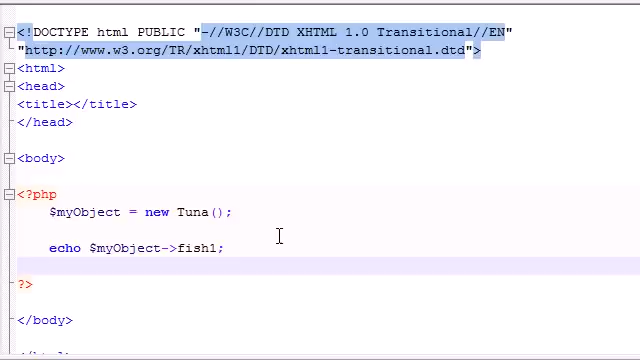 <!DOCTYPE html PUBLIC "-//W3C//DTD XHTML 1.0 Transitional//EN"
"http://www.w3.org/TR/xhtml1/DTD/xhtml1-transitional.dtd">
<html>
<head>
<title></title>
</head>
<body>
<?php
$myObject = new Tuna();
echo $myObject->fish1;
?>
</body>